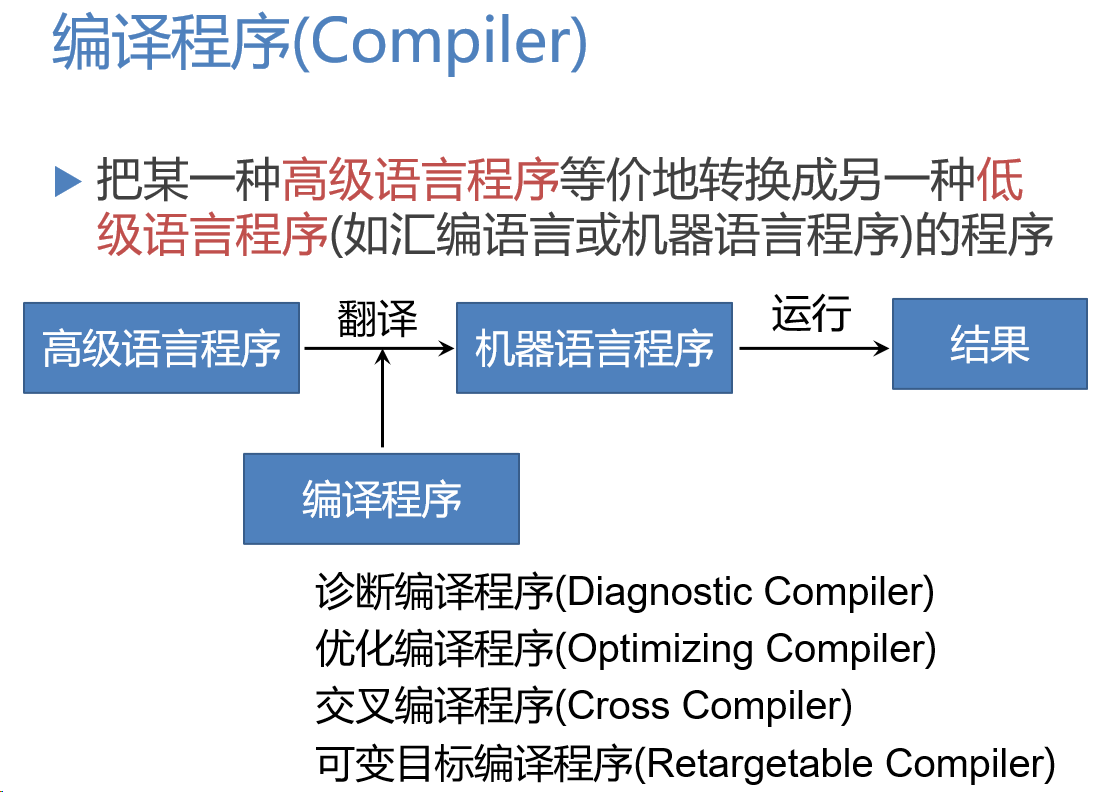 编译程序(Compiler)
把某一种高级语言程序等价地转换成另一种低
级语言程序(如汇编语言或机器语言程序)的程序
高级语言程序
翻译
机器语言程序
运行
结果
编译程序
诊断编译程序(Diagnostic Compiler)
优化编译程序(Optimizing Compiler)
交叉编译程序(Cross Compiler)
可变目标编译程序(Retargetable Compiler)